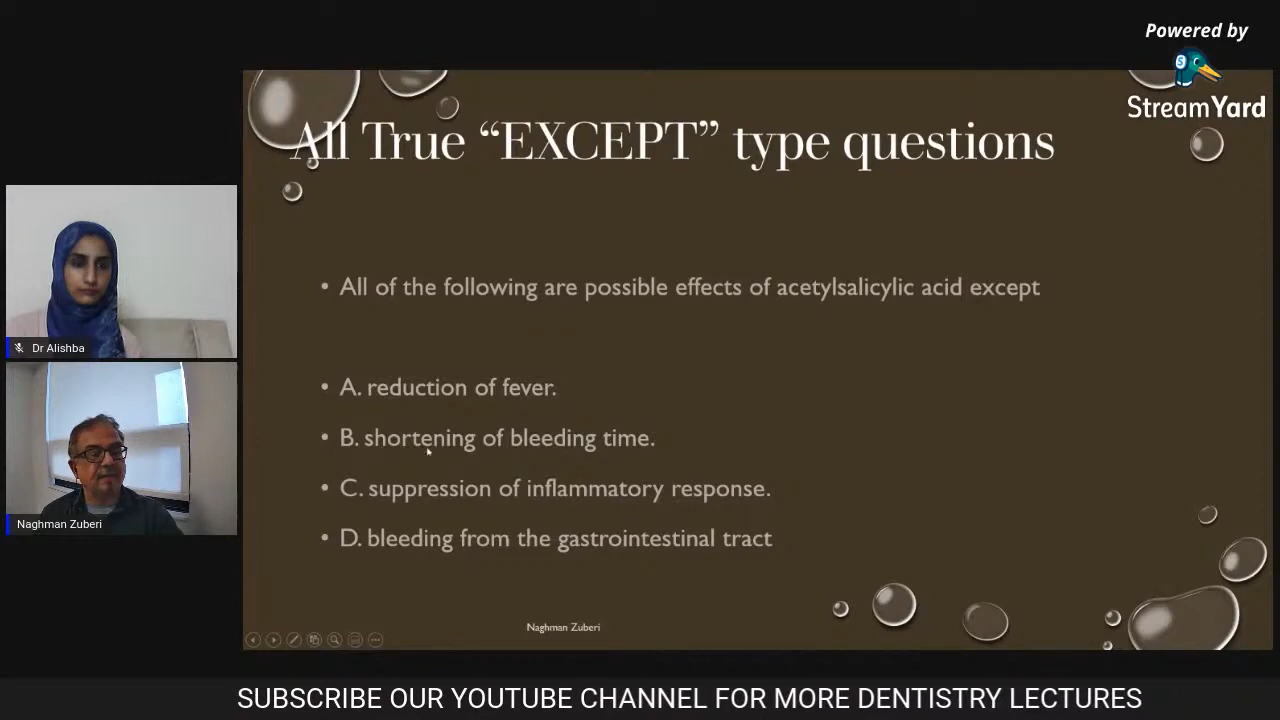 Powered by
StreamYard
All True “EXCEPT” type questions
• All of the following are possible effects of acetylsalicylic acid except
• A. reduction of fever.
• B. shortening of bleeding time.
• C. suppression of inflammatory response.
• D. bleeding from the gastrointestinal tract
Dr Alishba
Naghman Zuberi
Naghman Zuberi
SUBSCRIBE OUR YOUTUBE CHANNEL FOR MORE DENTISTRY LECTURES